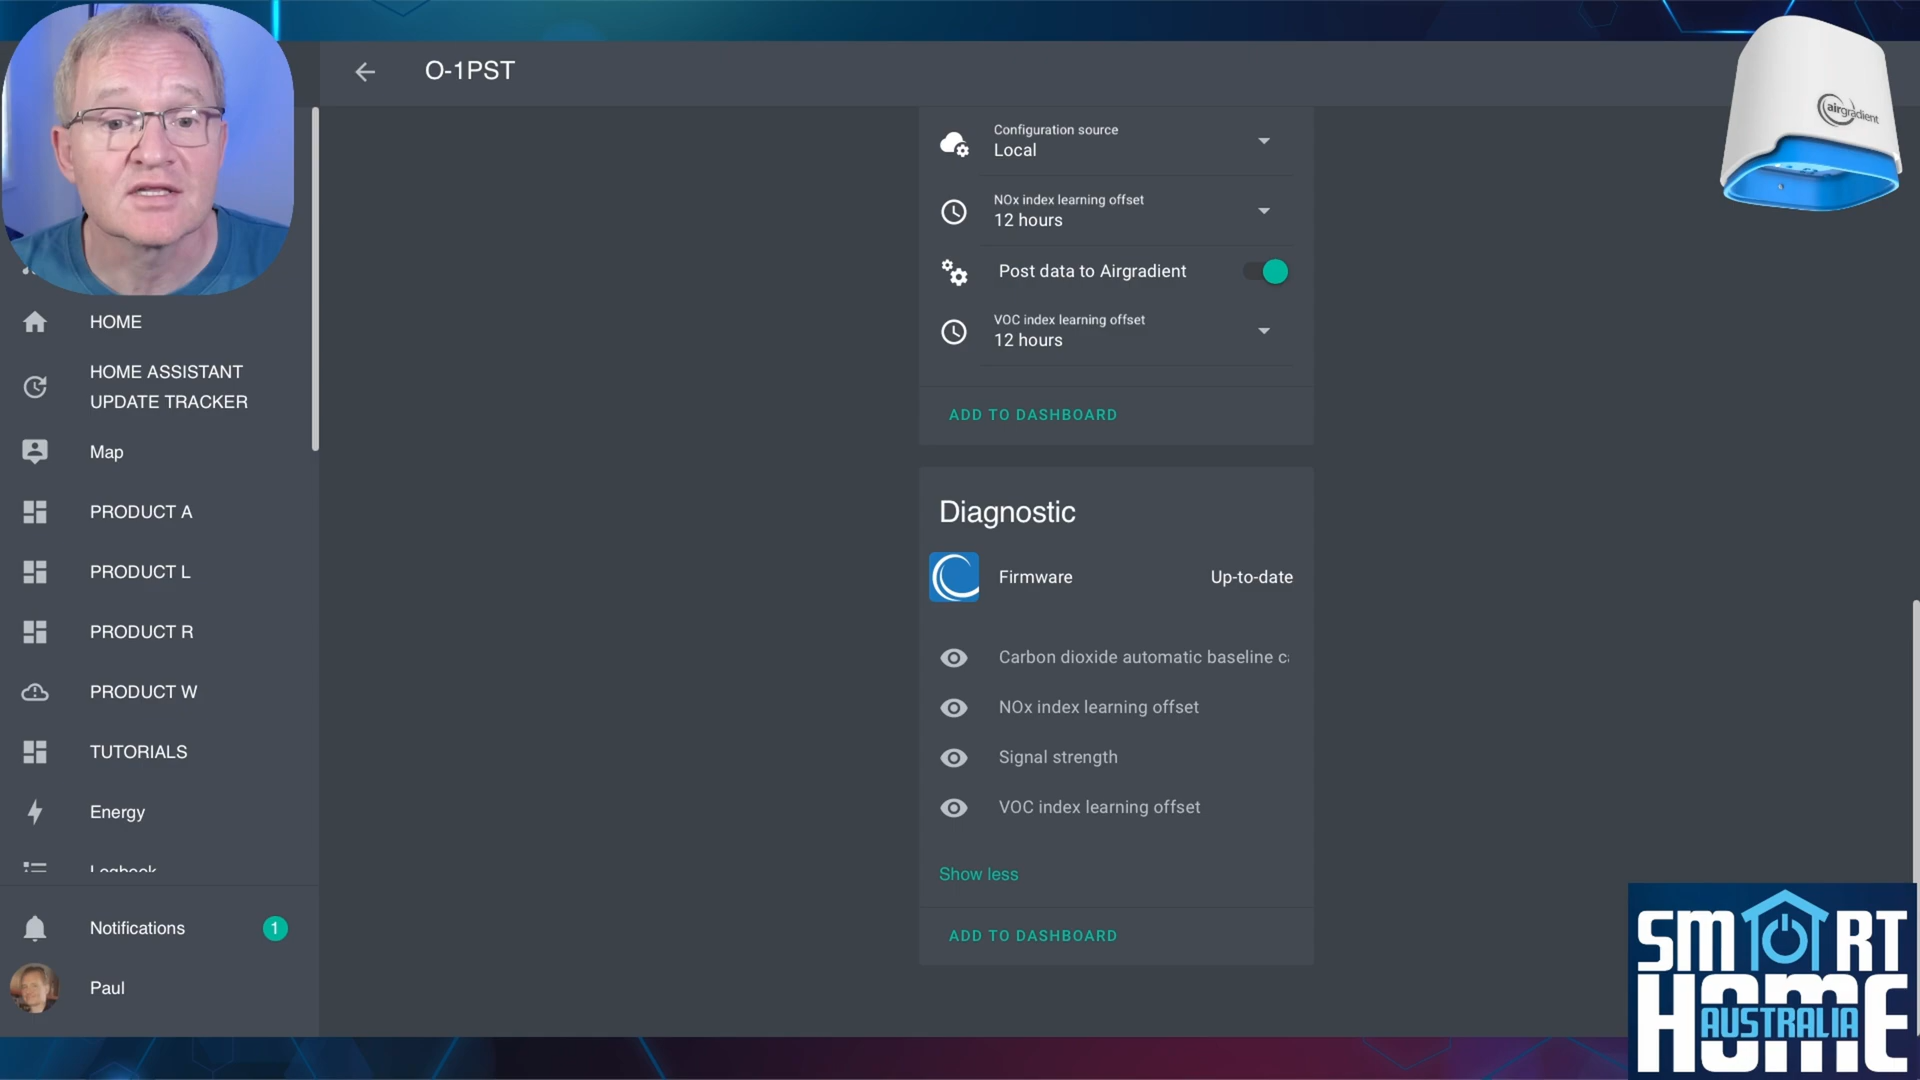 O-1PST
airgradient
Configuration source
Local
NOx index learning offset
12 hours
Post data to Airgradient
VOC index learning offset
12 hours
ADD TO DASHBOARD
HOME
HOME ASSISTANT
UPDATE TRACKER
Map
PRODUCT A
PRODUCT L
PRODUCT R
PRODUCT W
TUTORIALS
Energy
Logbook
Notifications
1
Paul
Diagnostic
Firmware
Up-to-date
Carbon dioxide automatic baseline c
NOx index learning offset
Signal strength
VOC index learning offset
Show less
ADD TO DASHBOARD
SMART
HOME
AUSTRALIA